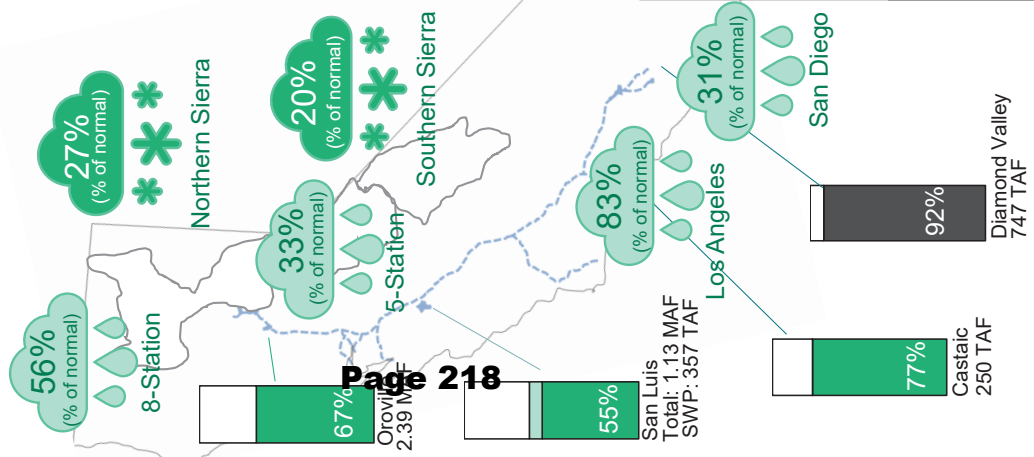 56%
(% of normal)
8-Station
27%
(% of normal)
Northern Sierra
33%
(% of normal)
5-Station
20%
(% of normal)
Southern Sierra
83%
(% of normal)
Los Angeles
31%
(% of normal)
San Diego
67%
2.39
Page 218
55%
San Luis
Total: 1.13 MAF
SWP: 357 TAF
77%
Castaic
250 TAF
92%
Diamond Valley
747 TAF